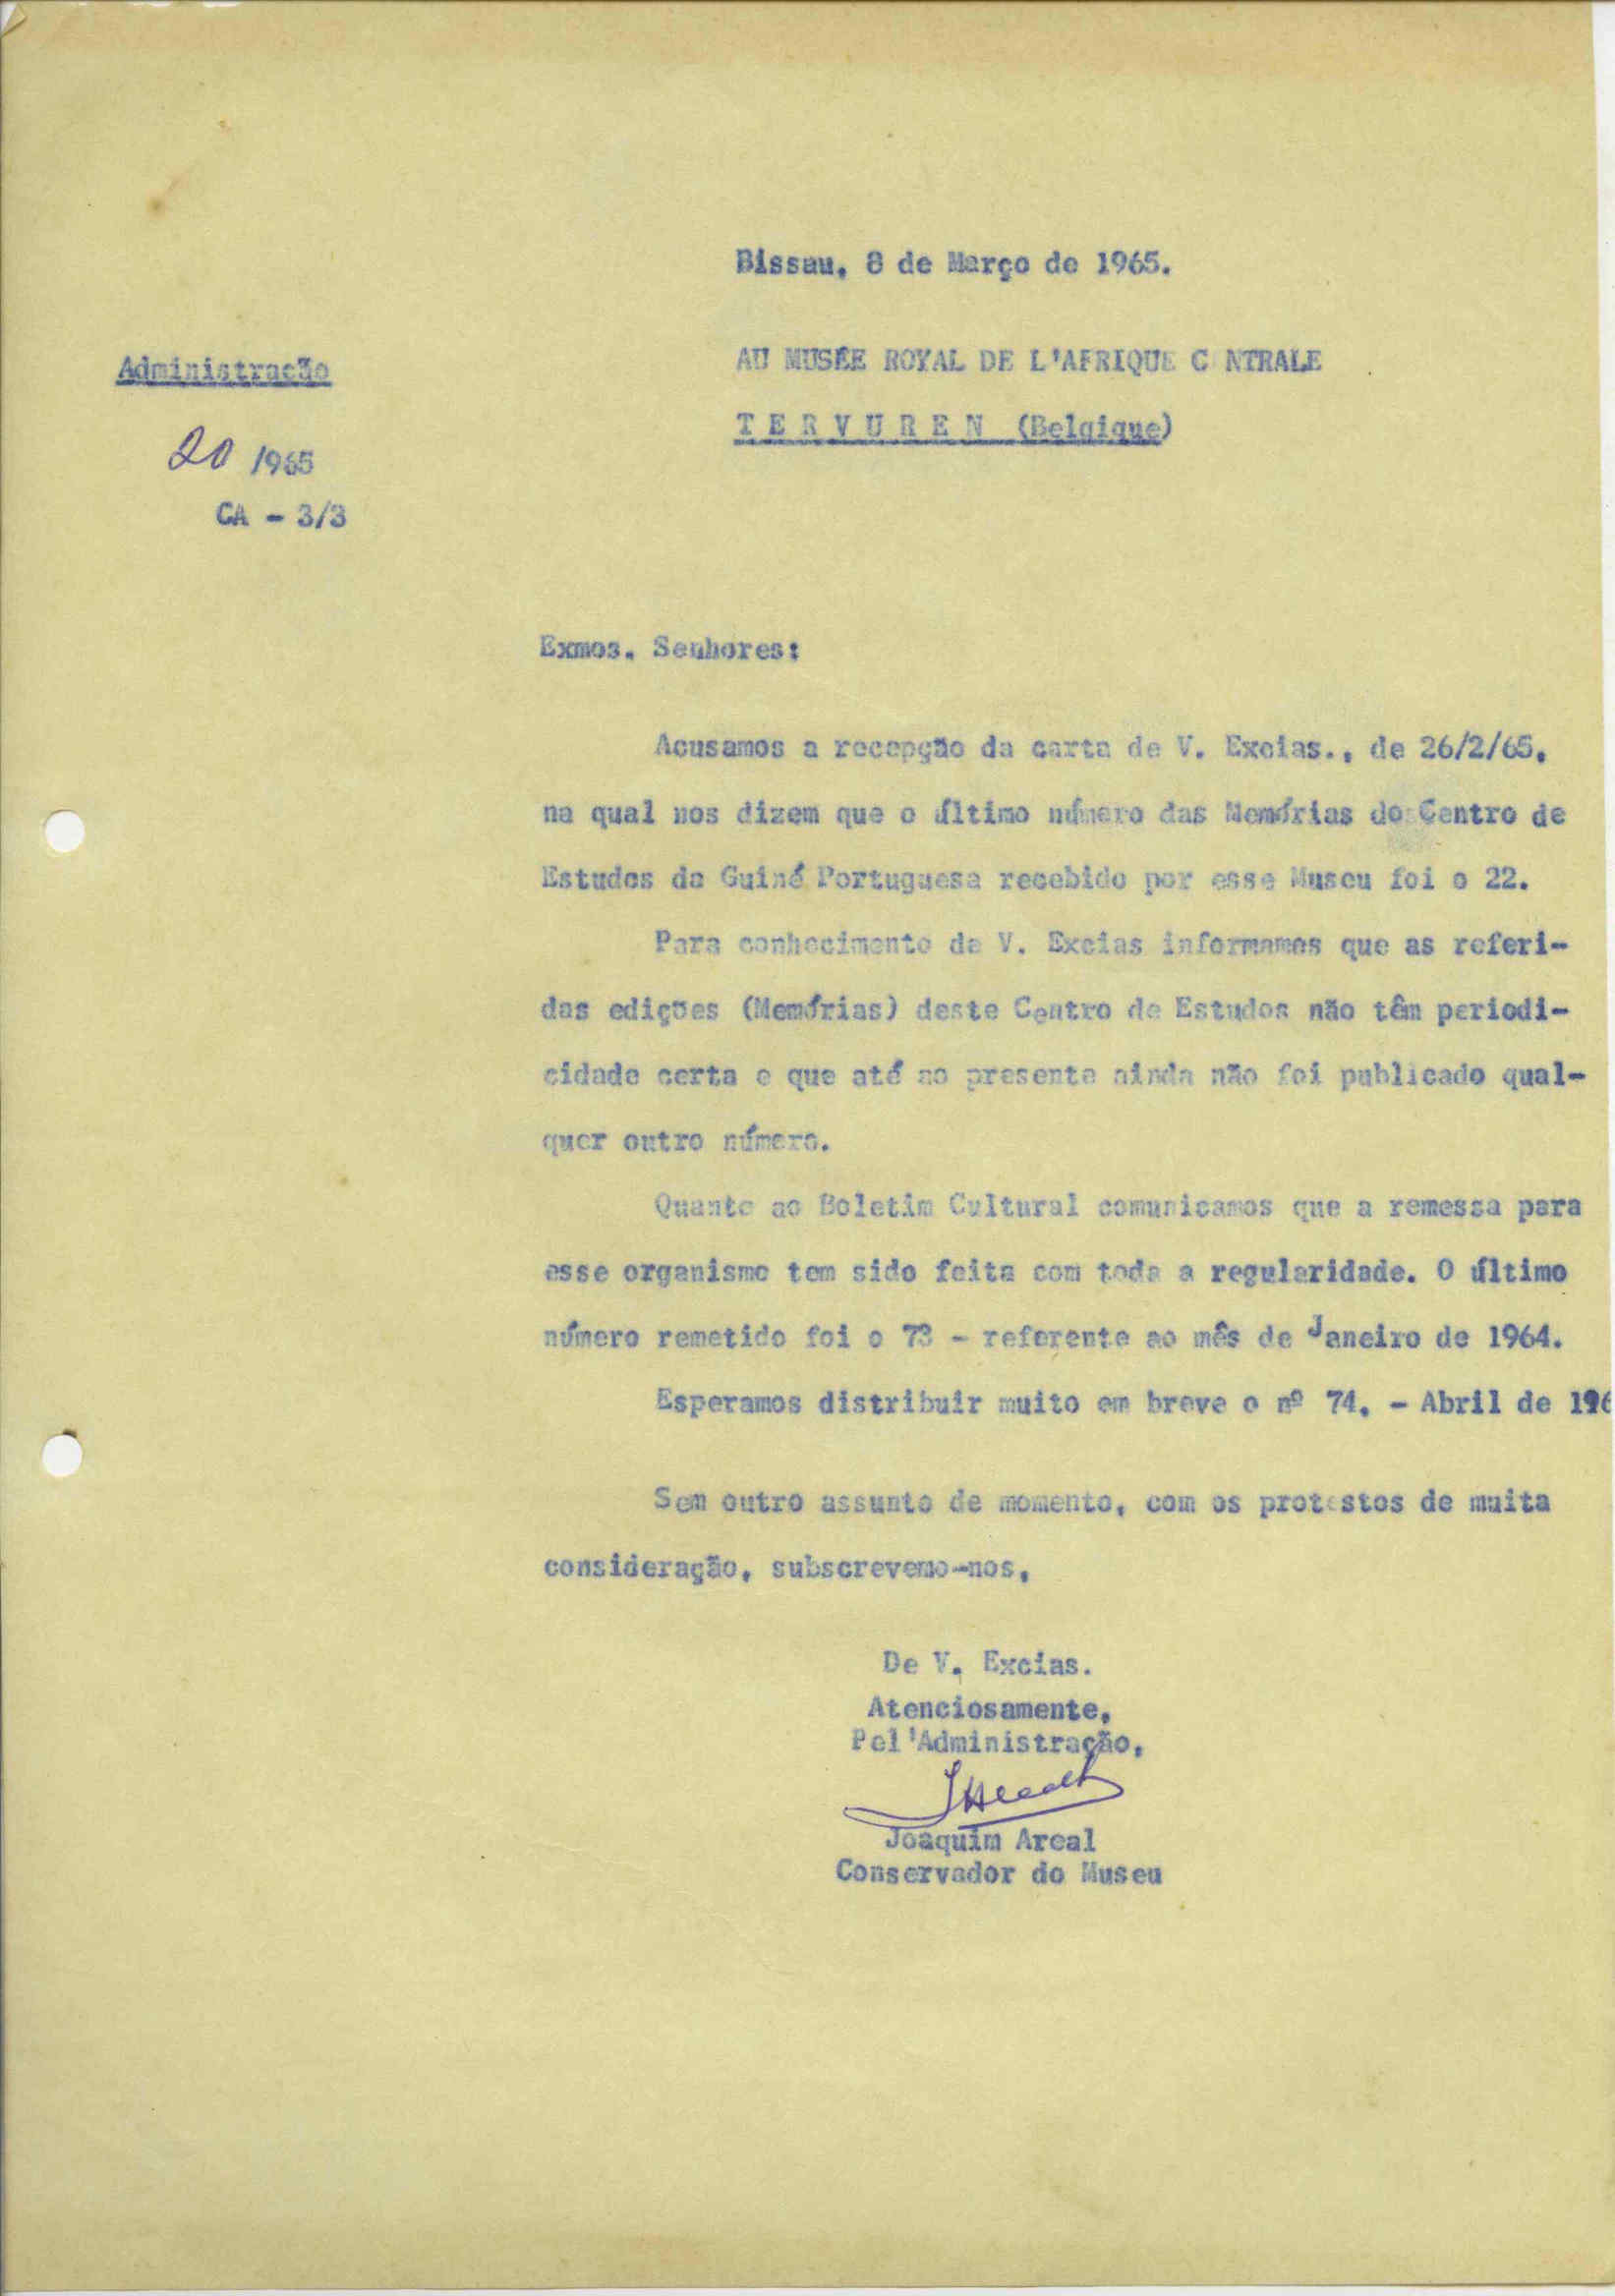 Bissau, 8 de Março de 1965.
Administração
AU MUSÉE ROYAL DE L'AFRIQUE C NTRALE
TERVUREN (Belgique)
20 /965
CA - 3/3
Exmos. Senhores:
Acusamos a recepção da carta de V. Excias., de 26/2/65,
na qual nos dizem que o último número das Memórias do Centro de
Estudos da Guiné Portuguesa recebido por esse Museu foi o 22.
Para conhecimento de V. Excias informamos que as referi-
das edições (Memórias) deste Centro de Estudos não têm periodi-
cidade certa e que até ao presente ainda não foi publicado qual-
quer outro número.
Quanto ao Boletim Cultural comunicamos que a remessa para
esse organismo tem sido feita com toda a regularidade. O último
número remetido foi o 73 - referente ao mês de Janeiro de 1964.
Esperamos distribuir muito em breve o nº 74. - Abril de 196
Sem outro assunto de momento, com os protestos de muita
consideração, subscrevemo-nos,
De V. Excias.
Atenciosamente,
Pel'Administração,
Joaquim Areal
Conservador do Museu